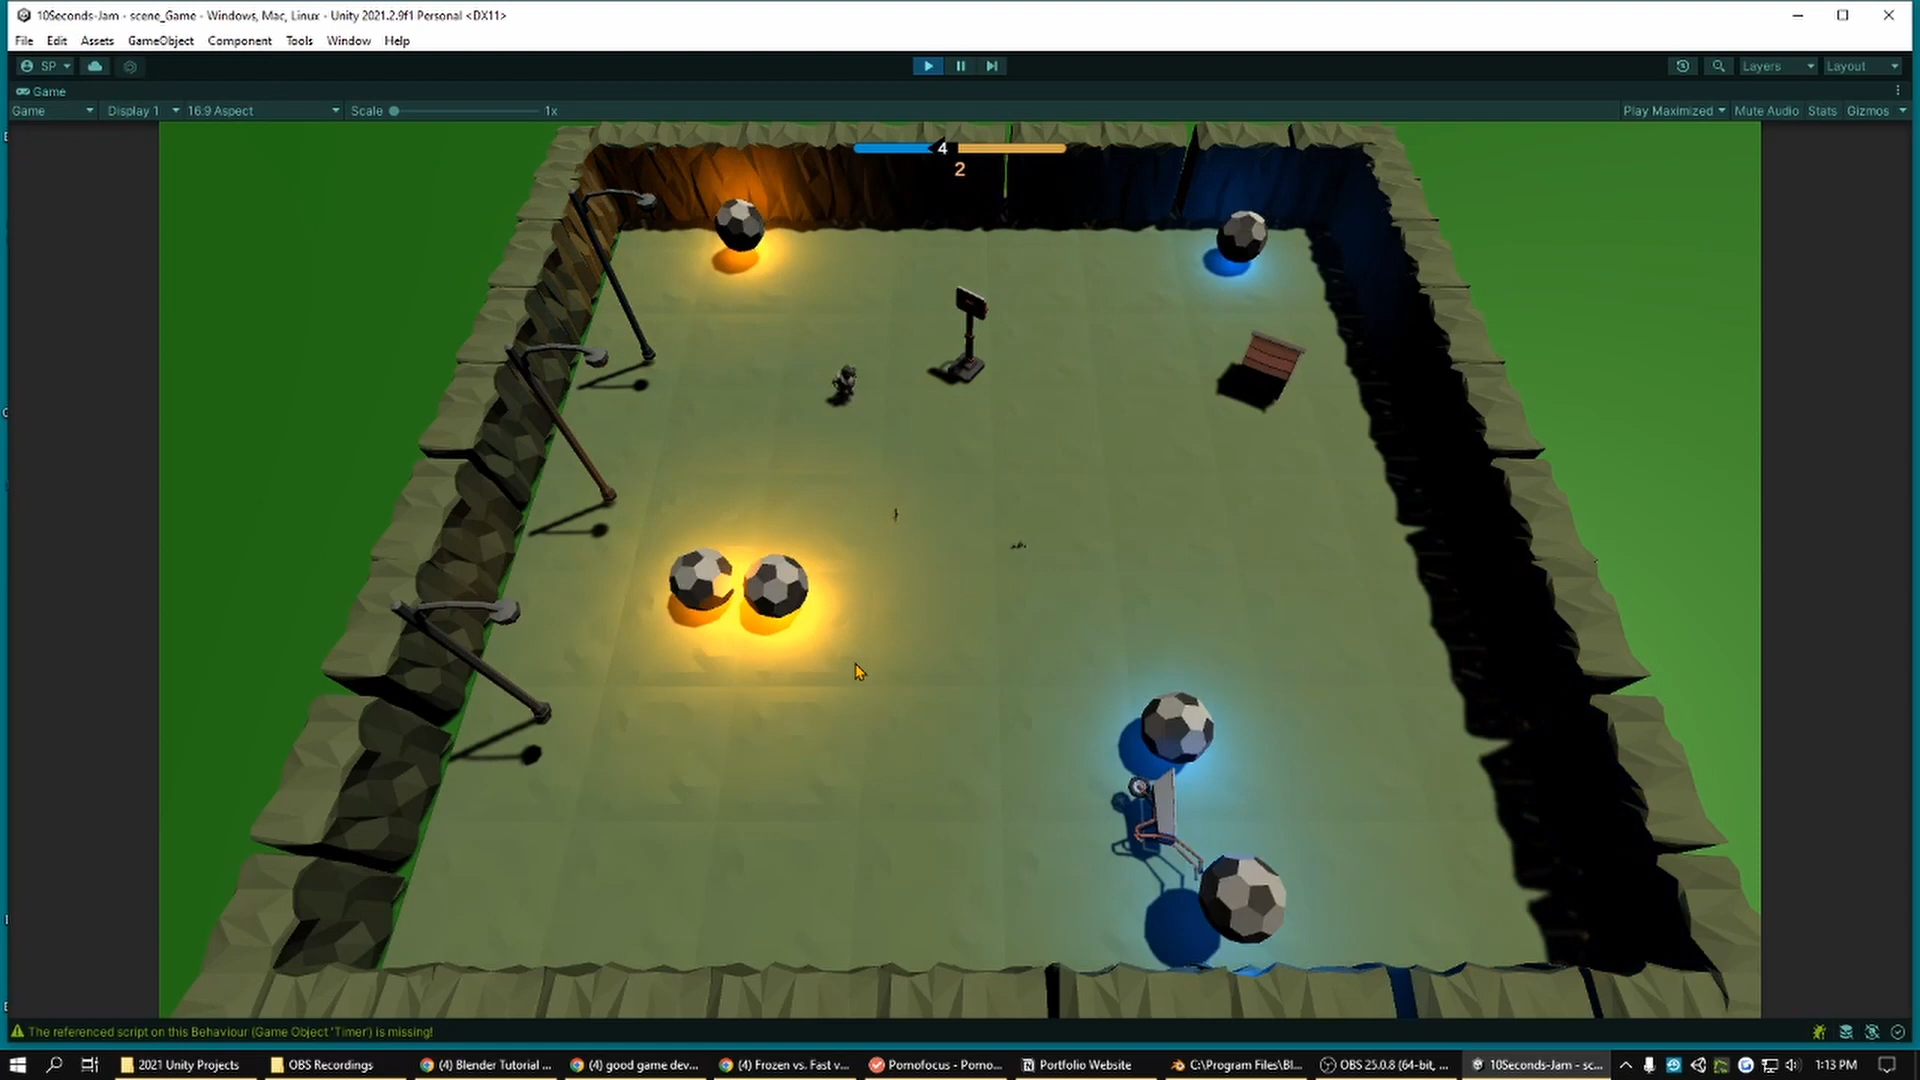 10Seconds-Jam - scene_Game - Windows, Mac, Linux - Unity 2021.2.9f1 Personal <DX11>
File Edit Assets GameObject Component Tools Window Help
SP Layers Layout
Game
Game Display 1 16:9 Aspect Scale 1x Play Maximized Mute Audio Stats Gizmos
4
2
The referenced script on this Behaviour (Game Object 'Timer') is missing!
2021 Unity Projects OBS Recordings (4) Blender Tutorial ... (4) good game dev... (4) Frozen vs. Fast v... Pomofocus - Pomo... Portfolio Website C:\Program Files\Bl... OBS 25.0.8 (64-bit, ... 10Seconds-Jam - sc... 1:13 PM